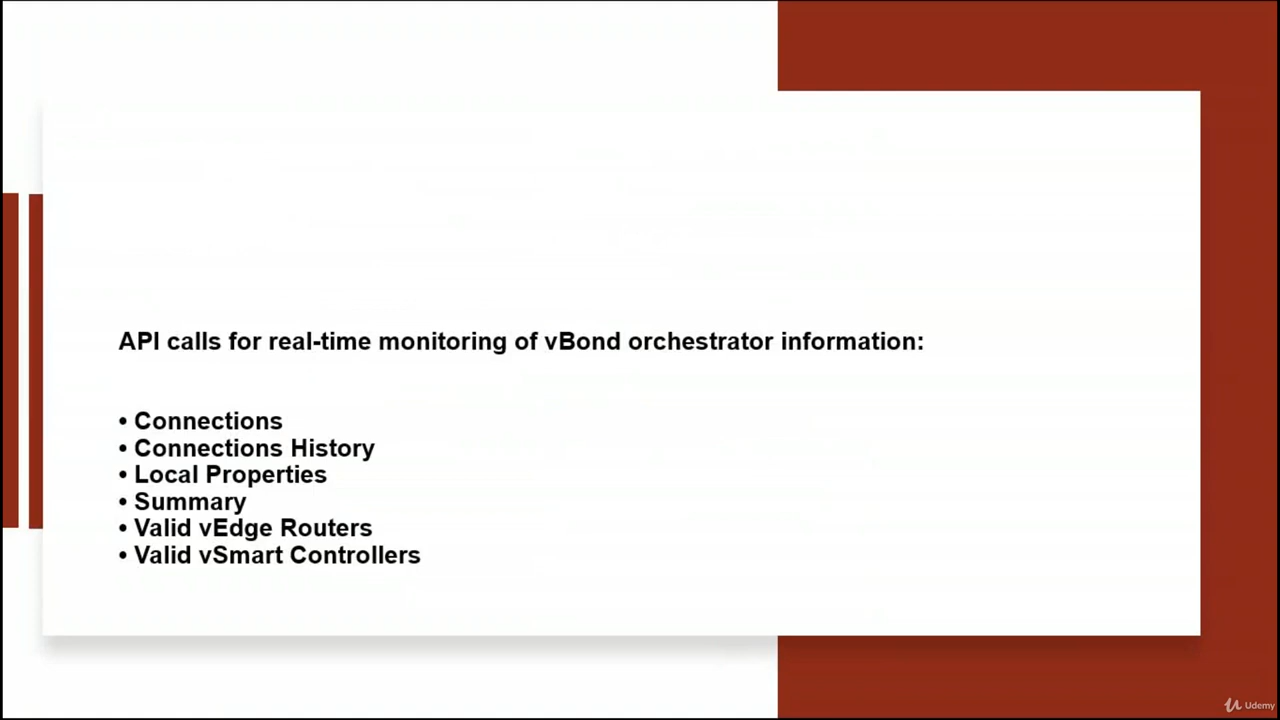 API calls for real-time monitoring of vBond orchestrator information:
• Connections
• Connections History
• Local Properties
• Summary
• Valid vEdge Routers
• Valid vSmart Controllers
Udemy